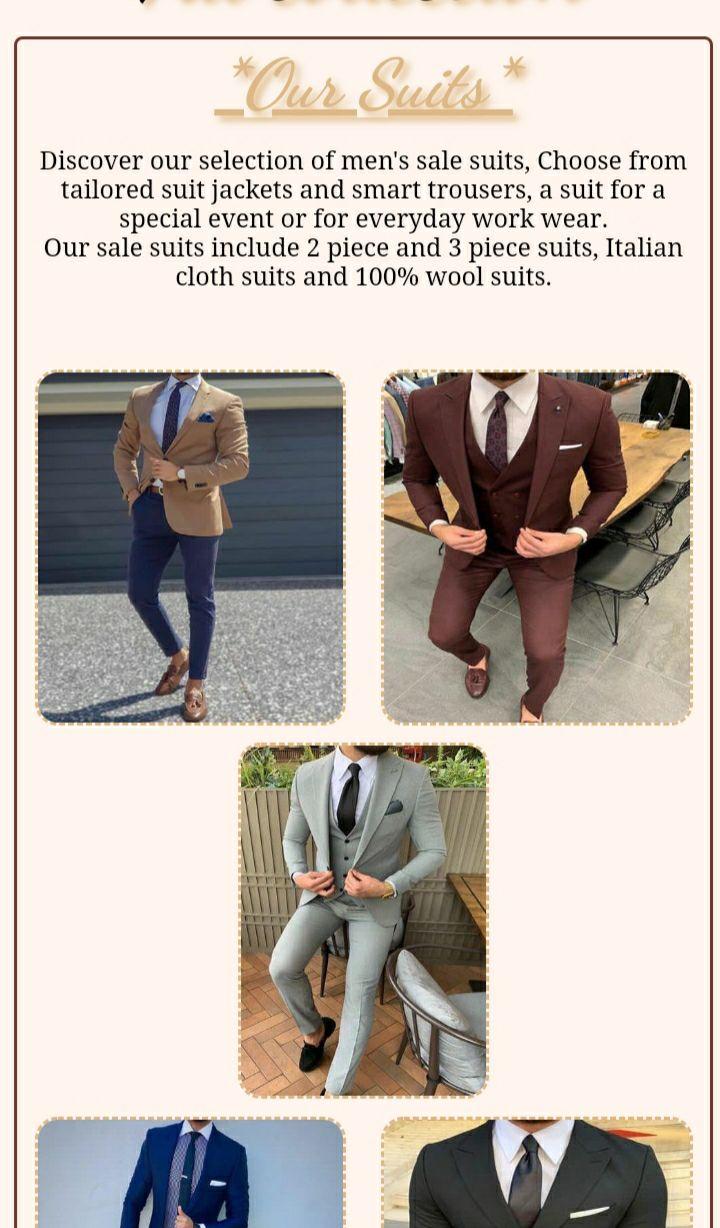 *Our Suits*
Discover our selection of men's sale suits, Choose from
tailored suit jackets and smart trousers, a suit for a
special event or for everyday work wear.
Our sale suits include 2 piece and 3 piece suits, Italian
cloth suits and 100% wool suits.